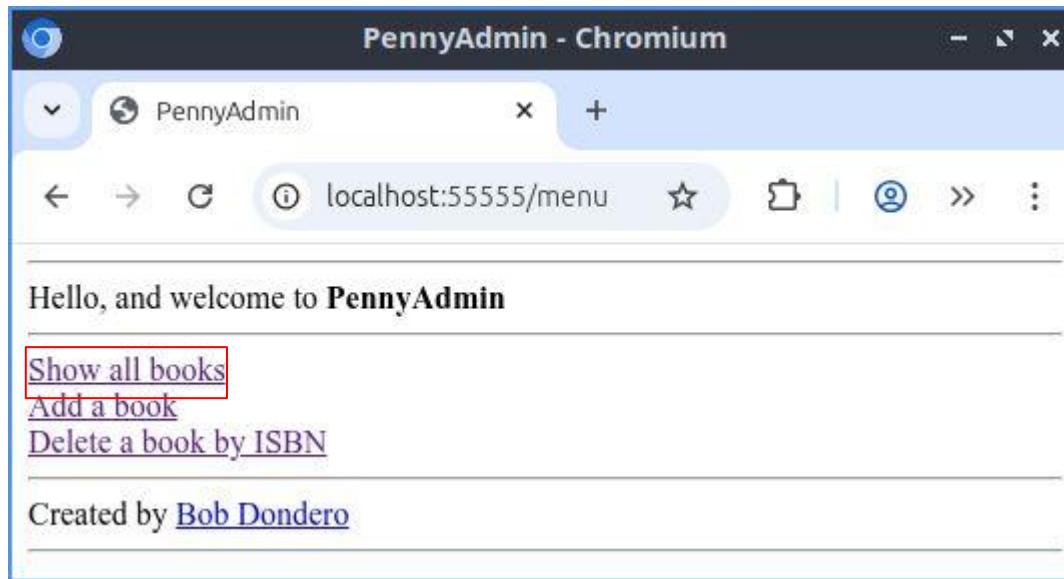 PennyAdmin - Chromium
PennyAdmin
localhost:55555/menu
Hello, and welcome to PennyAdmin
Show all books
Add a book
Delete a book by ISBN
Created by Bob Dondero